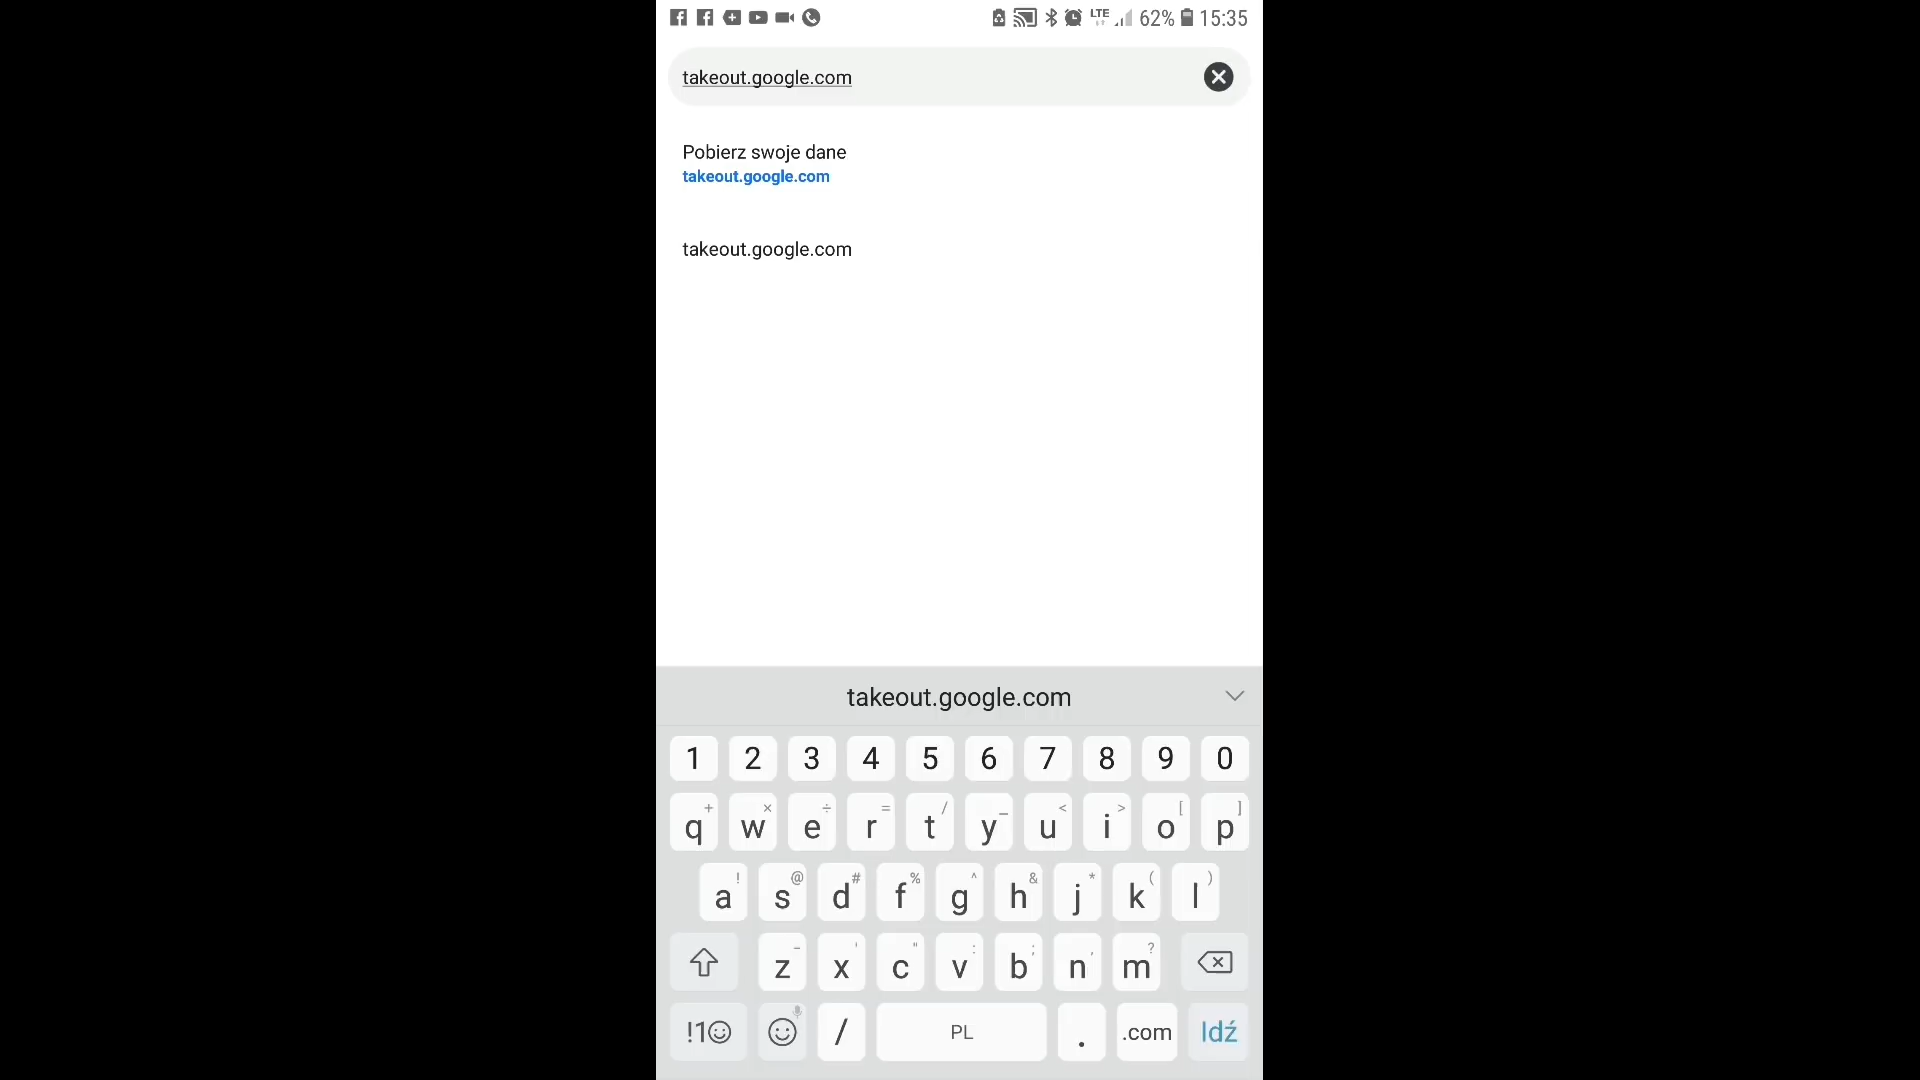 LTE 62% 15:35
takeout.google.com
Pobierz swoje dane
takeout.google.com
takeout.google.com
takeout.google.com
1 2 3 4 5 6 7 8 9 0
+ × ÷ = / _ < > [ ]
q w e r t y u i o p
! @ # % ^ & * ( )
a s d f g h j k l
- ' " : ; , ?
z x c v b n m
!1☺ / PL . .com Idź